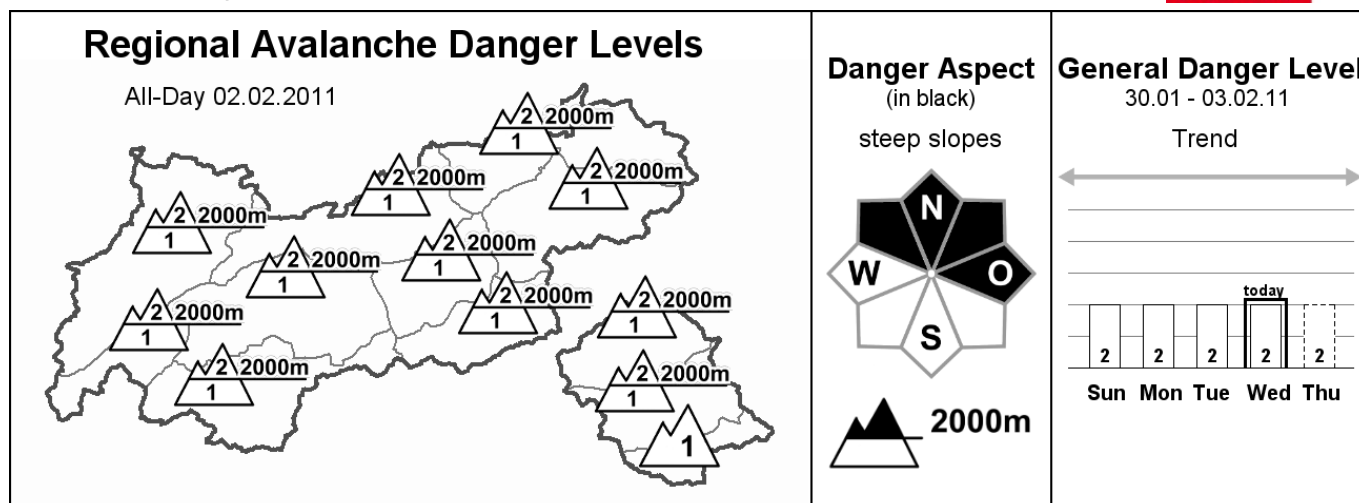 Regional Avalanche Danger Levels
All-Day 02.02.2011
2 2000m
1
2 2000m
1
2 2000m
1
2 2000m
1
2 2000m
1
2 2000m
1
2 2000m
1
2 2000m
1
2 2000m
1
2 2000m
1
2 2000m
1
1
Danger Aspect
(in black)
steep slopes
N
W O
S
2000m
General Danger Level
30.01 - 03.02.11
Trend
today
2 2 2 2 2
Sun Mon Tue Wed Thu